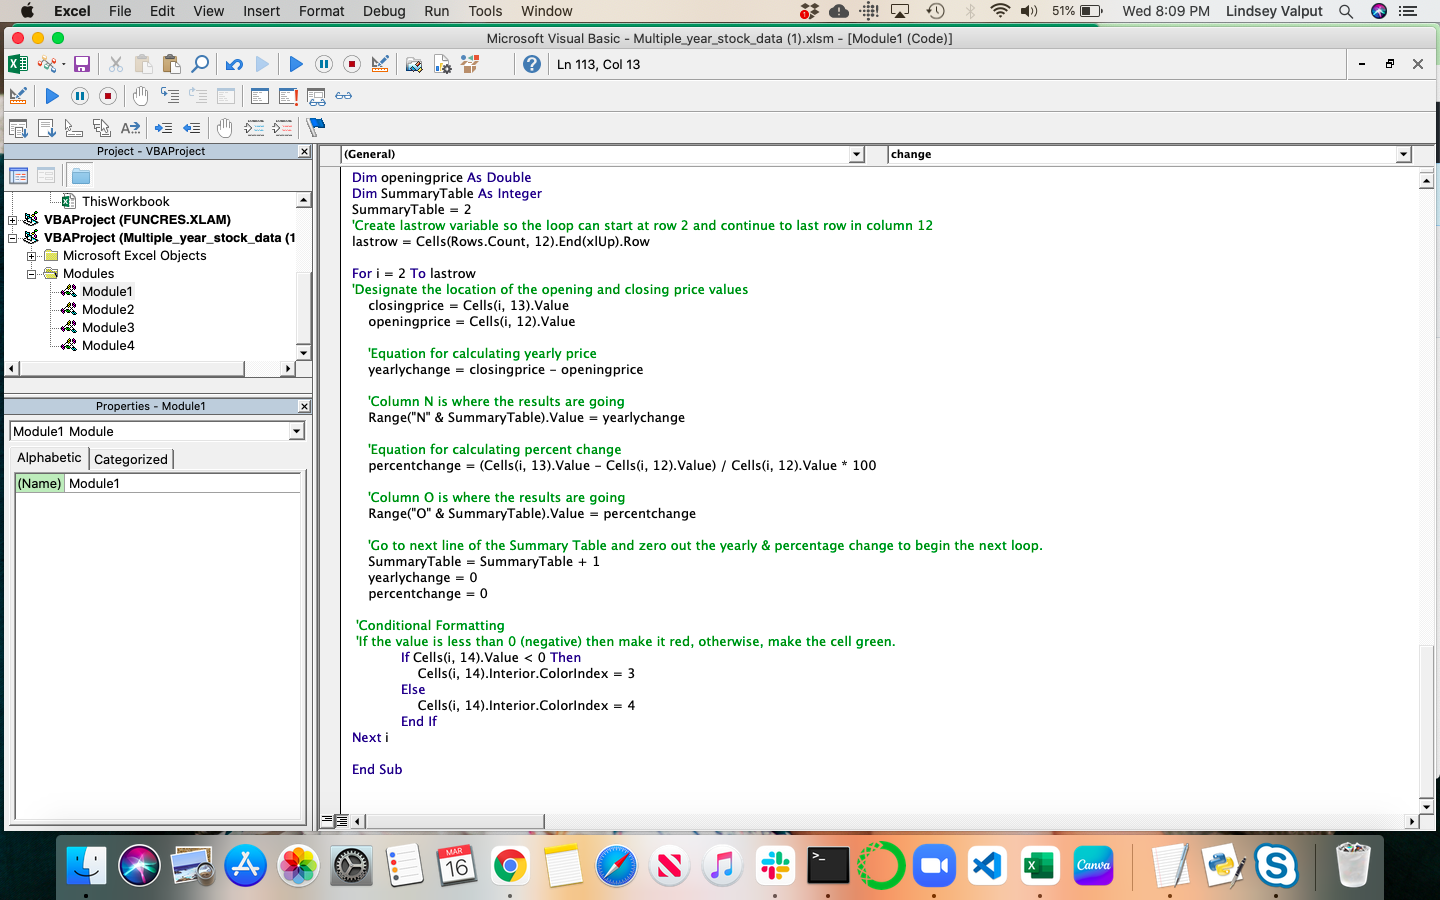 Excel File Edit View Insert Format Debug Run Tools Window 51% Wed 8:09 PM Lindsey Valput
Microsoft Visual Basic - Multiple_year_stock_data (1).xlsm - [Module1 (Code)]
Ln 113, Col 13
Project - VBAProject
(General) change
ThisWorkbook
VBAProject (FUNCRES.XLAM)
VBAProject (Multiple_year_stock_data (1
Microsoft Excel Objects
Modules
Module1
Module2
Module3
Module4
Properties - Module1
Module1 Module
Alphabetic Categorized
(Name) Module1
Dim openingprice As Double
Dim SummaryTable As Integer
SummaryTable = 2
'Create lastrow variable so the loop can start at row 2 and continue to last row in column 12
lastrow = Cells(Rows.Count, 12).End(xlUp).Row
For i = 2 To lastrow
'Designate the location of the opening and closing price values
closingprice = Cells(i, 13).Value
openingprice = Cells(i, 12).Value
'Equation for calculating yearly price
yearlychange = closingprice - openingprice
'Column N is where the results are going
Range("N" & SummaryTable).Value = yearlychange
'Equation for calculating percent change
percentchange = (Cells(i, 13).Value - Cells(i, 12).Value) / Cells(i, 12).Value * 100
'Column O is where the results are going
Range("O" & SummaryTable).Value = percentchange
'Go to next line of the Summary Table and zero out the yearly & percentage change to begin the next loop.
SummaryTable = SummaryTable + 1
yearlychange = 0
percentchange = 0
'Conditional Formatting
'If the value is less than 0 (negative) then make it red, otherwise, make the cell green.
If Cells(i, 14).Value < 0 Then
Cells(i, 14).Interior.ColorIndex = 3
Else
Cells(i, 14).Interior.ColorIndex = 4
End If
Next i
End Sub
MAR
16
Canva